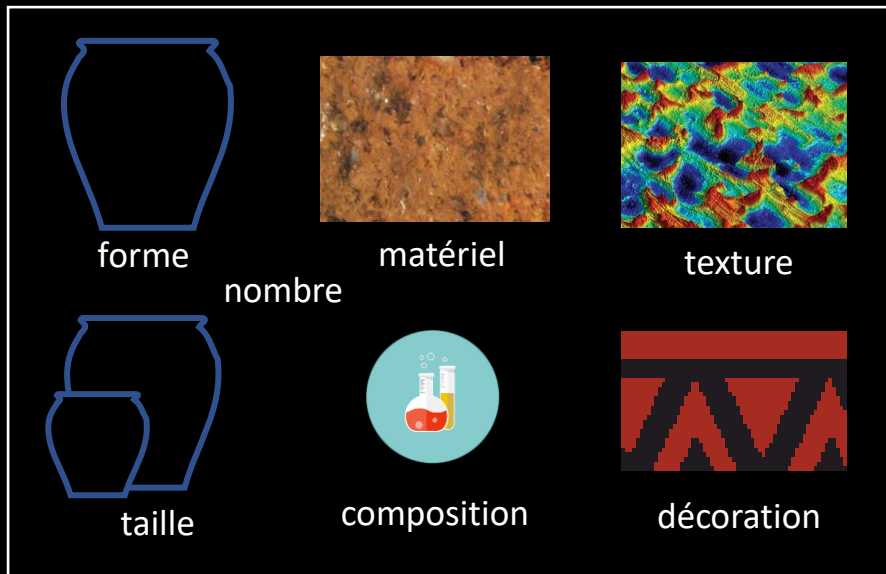 forme
matériel
texture
nombre
taille
composition
décoration